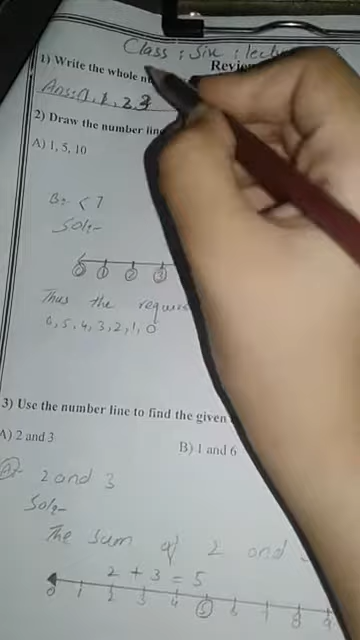 Class : Six : lectu
1) Write the whole
Revie
Ans: 0, 1, 2, 3
2) Draw the number line
A) 1, 5, 10
B:- < 7
Sol:-
0 1 2 3
Thus the requi
6, 5, 4, 3, 2, 1, 0
3) Use the number line to find the given
A) 2 and 3
B) 1 and 6
A:- 2 and 3
Sol:-
The sum of 2 and
2 + 3 = 5
0 1 2 3 4 5 6 7 8 9